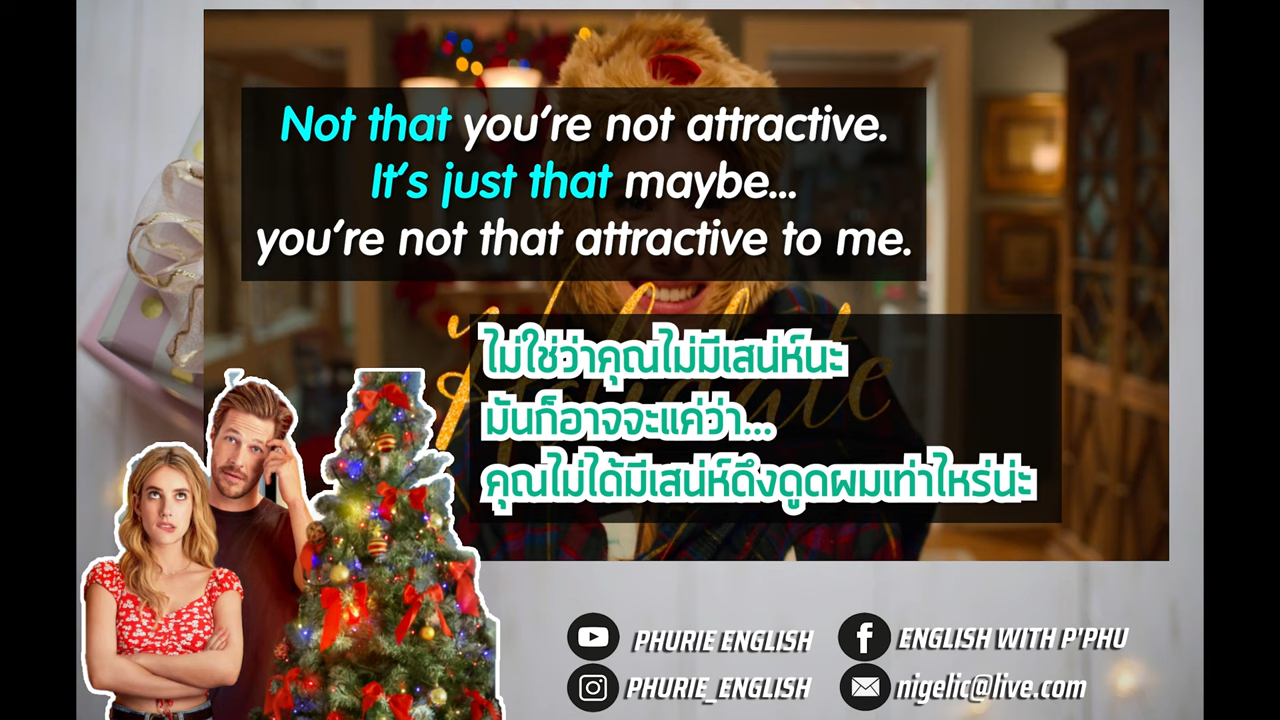 Not that you're not attractive.
It's just that maybe...
you're not that attractive to me.
Holidate
ไม่ใช่ว่าคุณไม่มีเสน่ห์นะ
มันก็อาจจะแค่ว่า...
คุณไม่ได้มีเสน่ห์ดึงดูดผมเท่าไหร่น่ะ
PHURIE ENGLISH
ENGLISH WITH P'PHU
PHURIE_ENGLISH
nigelic@live.com